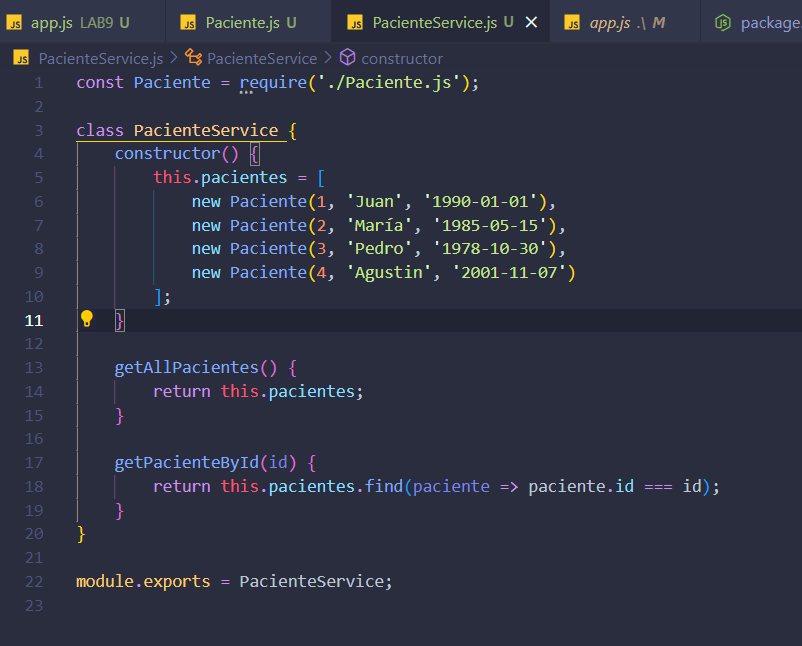 JS app.js LAB9 U JS Paciente.js U JS PacienteService.js U JS app.js .\ M package
JS PacienteService.js > PacienteService > constructor
1 const Paciente = require('./Paciente.js');
2
3 class PacienteService {
4 constructor() {
5 this.pacientes = [
6 new Paciente(1, 'Juan', '1990-01-01'),
7 new Paciente(2, 'María', '1985-05-15'),
8 new Paciente(3, 'Pedro', '1978-10-30'),
9 new Paciente(4, 'Agustin', '2001-11-07')
10 ];
11 }
12
13 getAllPacientes() {
14 return this.pacientes;
15 }
16
17 getPacienteById(id) {
18 return this.pacientes.find(paciente => paciente.id === id);
19 }
20 }
21
22 module.exports = PacienteService;
23